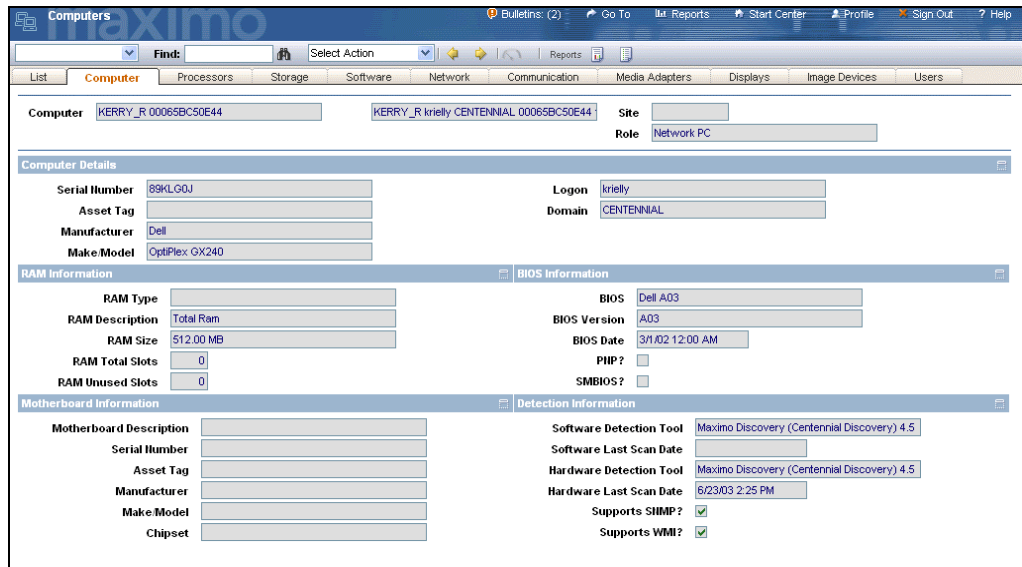 Computers
maximo
Bulletins: (2) Go To Reports Start Center Profile Sign Out ? Help
Find: Select Action Reports
List Computer Processors Storage Software Network Communication Media Adapters Displays Image Devices Users
Computer KERRY_R 00065BC50E44 KERRY_R krielly CENTENNIAL 00065BC50E44 Site
Role Network PC
Computer Details
Serial Number 89KLG0J Logon krielly
Asset Tag Domain CENTENNIAL
Manufacturer Dell
Make/Model OptiPlex GX240
RAM Information BIOS Information
RAM Type BIOS Dell A03
RAM Description Total Ram BIOS Version A03
RAM Size 512.00 MB BIOS Date 3/1/02 12:00 AM
RAM Total Slots 0 PNP?
RAM Unused Slots 0 SMBIOS?
Motherboard Information Detection Information
Motherboard Description Software Detection Tool Maximo Discovery (Centennial Discovery) 4.5
Serial Number Software Last Scan Date
Asset Tag Hardware Detection Tool Maximo Discovery (Centennial Discovery) 4.5
Manufacturer Hardware Last Scan Date 6/23/03 2:25 PM
Make/Model Supports SNMP?
Chipset Supports WMI?